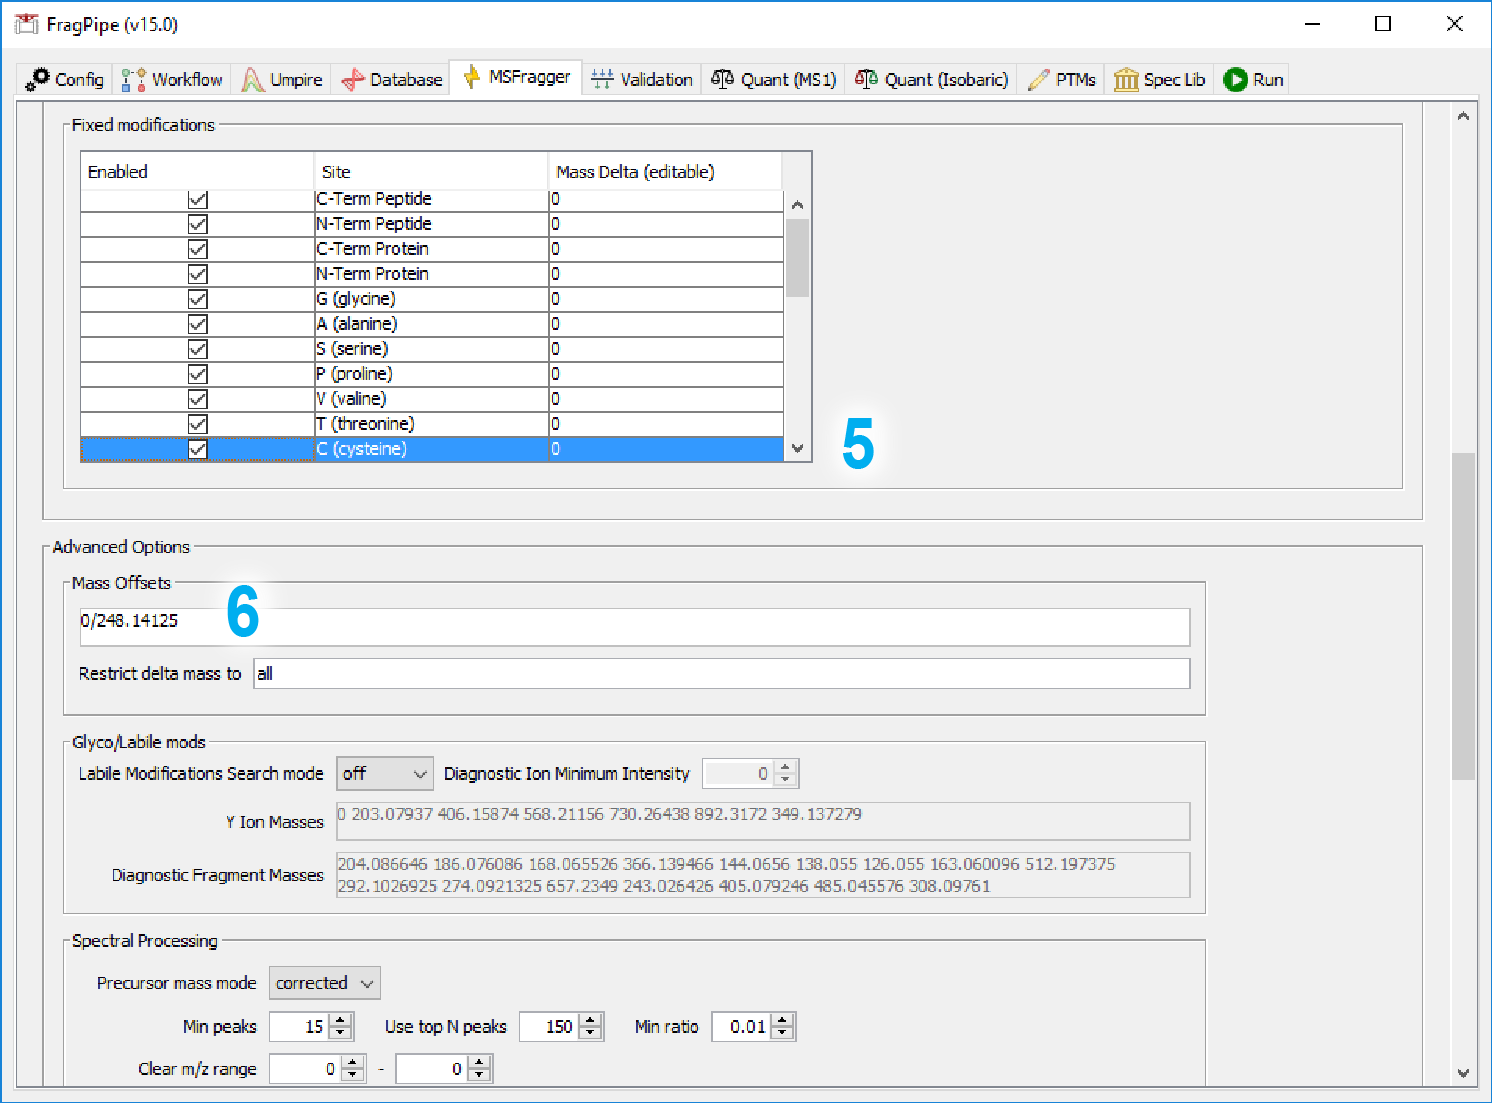 FragPipe (v15.0)
Config Workflow Umpire Database MSFragger Validation Quant (MS1) Quant (Isobaric) PTMs Spec Lib Run
Fixed modifications
Enabled Site Mass Delta (editable)
C-Term Peptide 0
N-Term Peptide 0
C-Term Protein 0
N-Term Protein 0
G (glycine) 0
A (alanine) 0
S (serine) 0
P (proline) 0
V (valine) 0
T (threonine) 0
C (cysteine) 0
5
Advanced Options
Mass Offsets
0/248.14125
6
Restrict delta mass to all
Glyco/Labile mods
Labile Modifications Search mode off Diagnostic Ion Minimum Intensity 0
Y Ion Masses 0 203.07937 406.15874 568.21156 730.26438 892.3172 349.137279
Diagnostic Fragment Masses 204.086646 186.076086 168.065526 366.139466 144.0656 138.055 126.055 163.060096 512.197375
292.1026925 274.0921325 657.2349 243.026426 405.079246 485.045576 308.09761
Spectral Processing
Precursor mass mode corrected
Min peaks 15 Use top N peaks 150 Min ratio 0.01
Clear m/z range 0 - 0